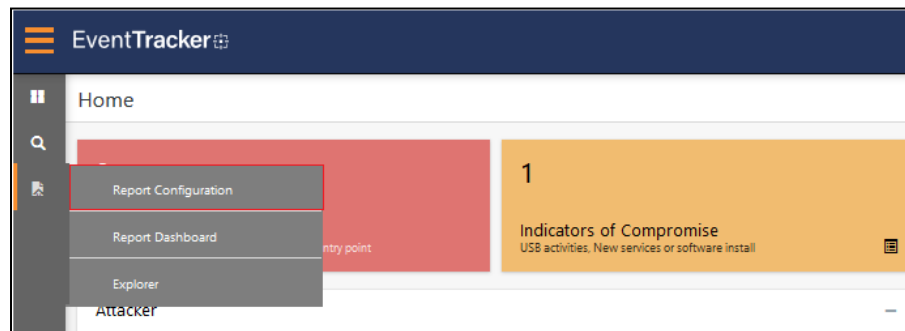 EventTracker
Home
Report Configuration
Report Dashboard
Explorer
ntry point
1
Indicators of Compromise
USB activities, New services or software install
Attacker